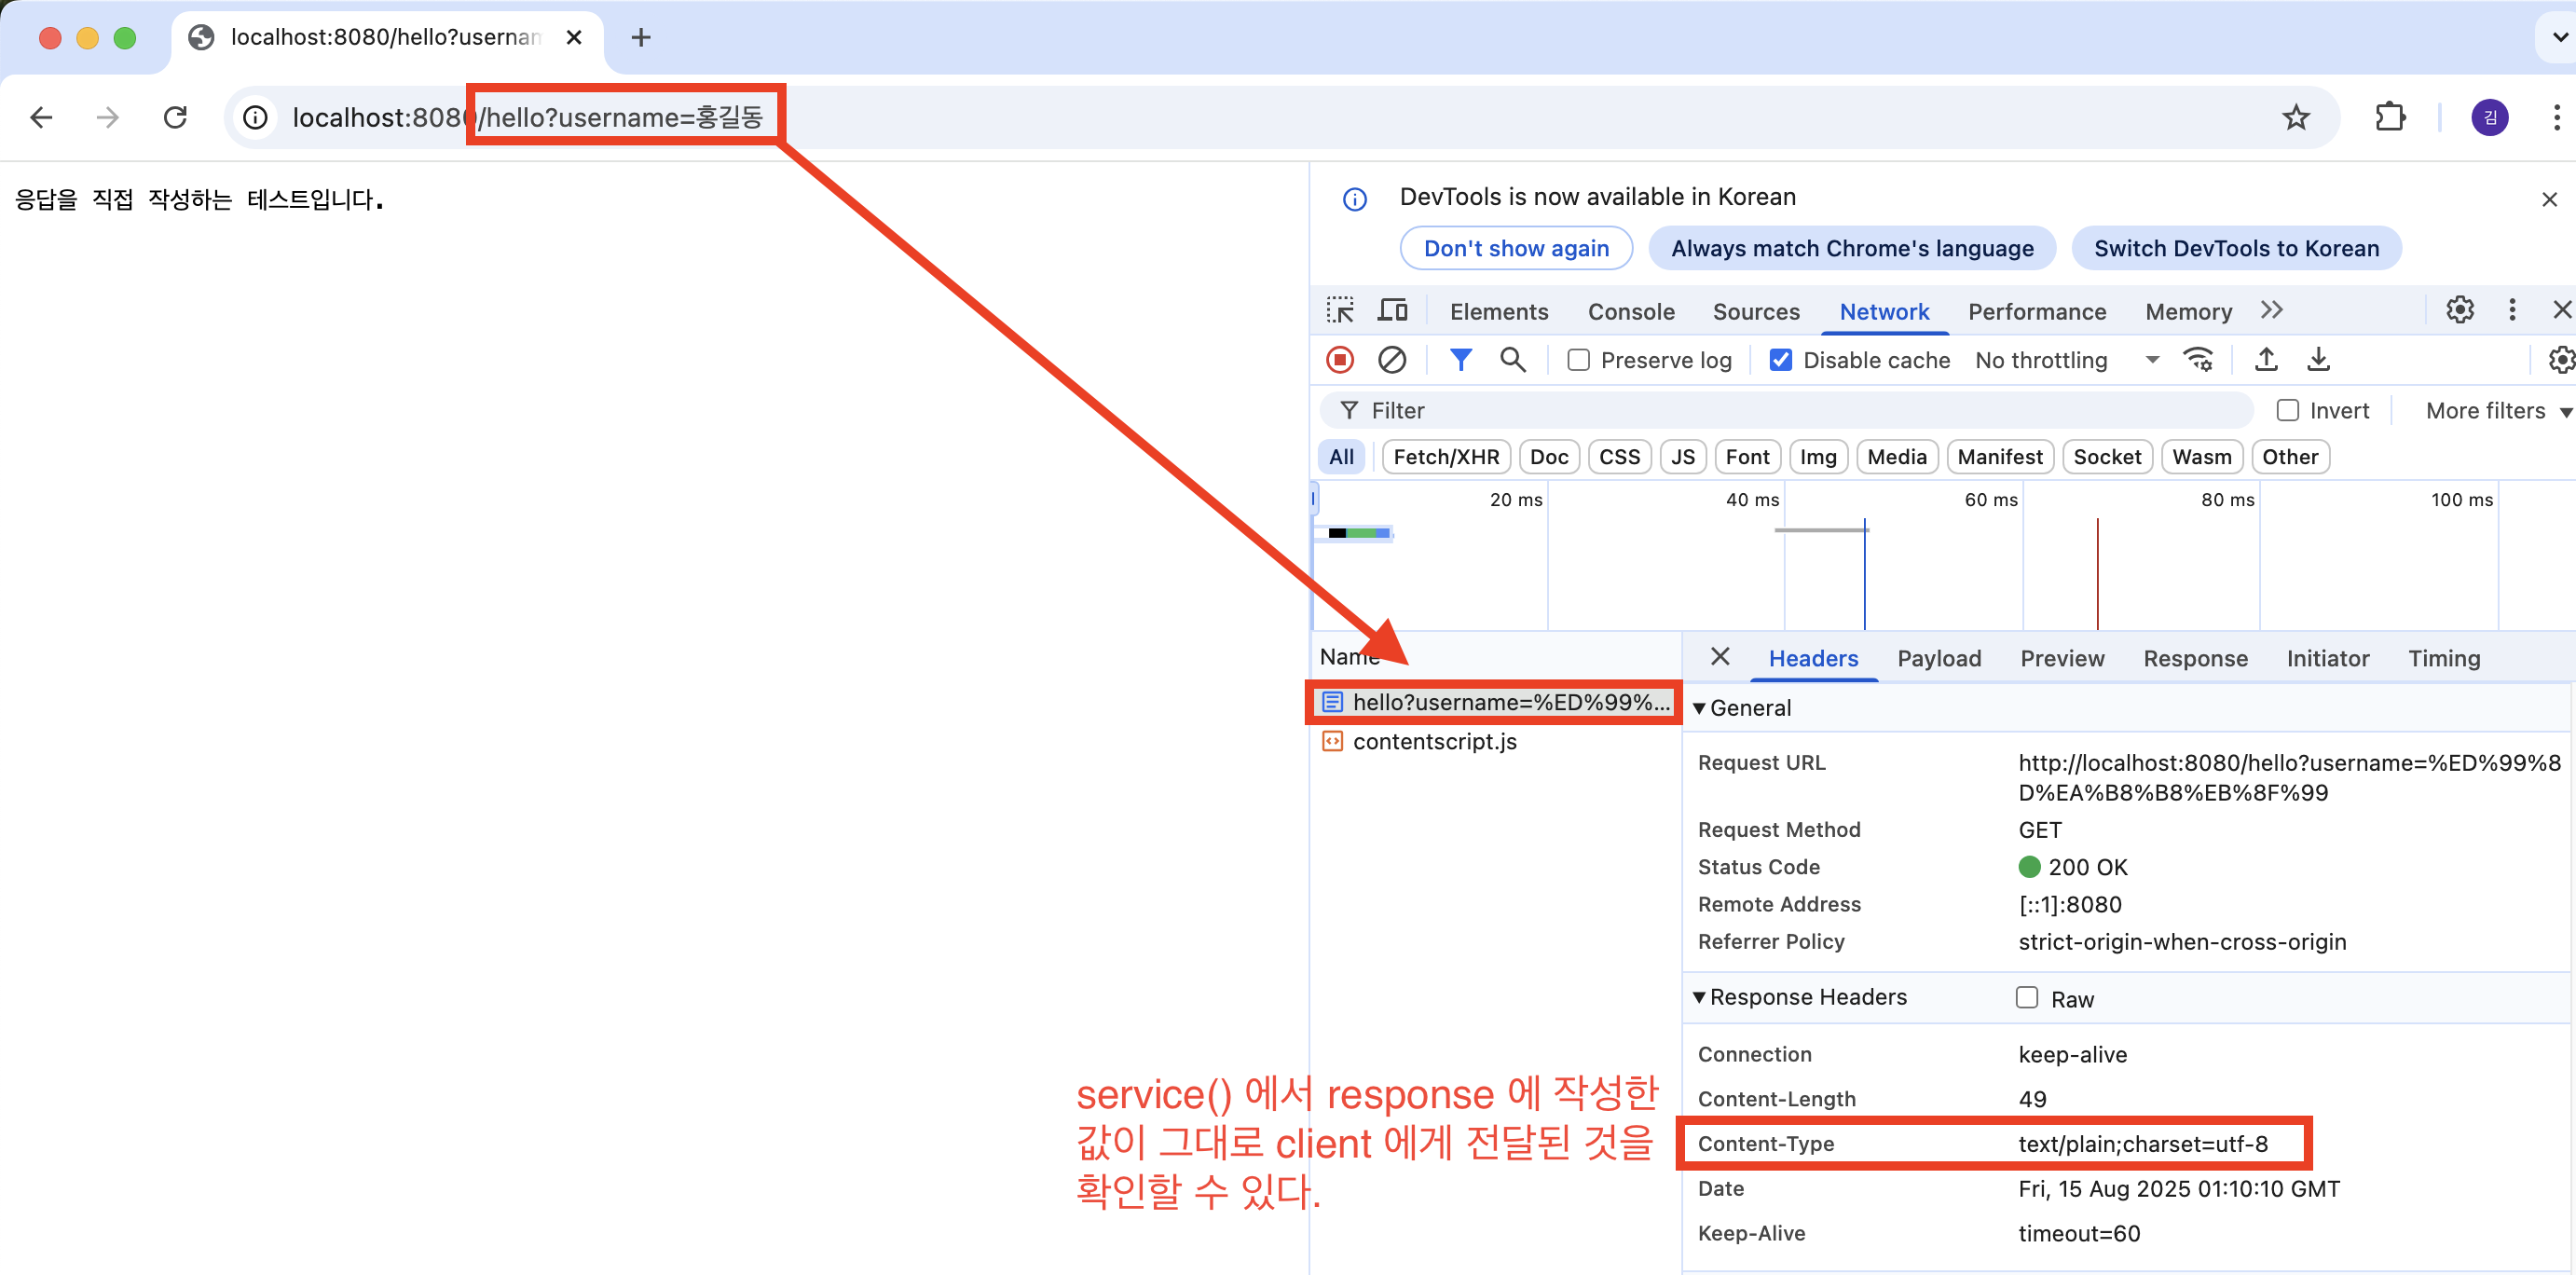 localhost:8080/hello?usernam
localhost:8080/hello?username=홍길동
김
응답을 직접 작성하는 테스트입니다.
DevTools is now available in Korean
Don't show again
Always match Chrome's language
Switch DevTools to Korean
Elements
Console
Sources
Network
Performance
Memory
Preserve log
Disable cache
No throttling
Filter
Invert
More filters
All
Fetch/XHR
Doc
CSS
JS
Font
Img
Media
Manifest
Socket
Wasm
Other
20 ms
40 ms
60 ms
80 ms
100 ms
Name
hello?username=%ED%99%...
contentscript.js
Headers
Payload
Preview
Response
Initiator
Timing
General
Request URL
http://localhost:8080/hello?username=%ED%99%8
D%EA%B8%B8%EB%8F%99
Request Method
GET
Status Code
200 OK
Remote Address
[::1]:8080
Referrer Policy
strict-origin-when-cross-origin
Response Headers
Raw
Connection
keep-alive
Content-Length
49
Content-Type
text/plain;charset=utf-8
Date
Fri, 15 Aug 2025 01:10:10 GMT
Keep-Alive
timeout=60
service() 에서 response 에 작성한
값이 그대로 client 에게 전달된 것을
확인할 수 있다.